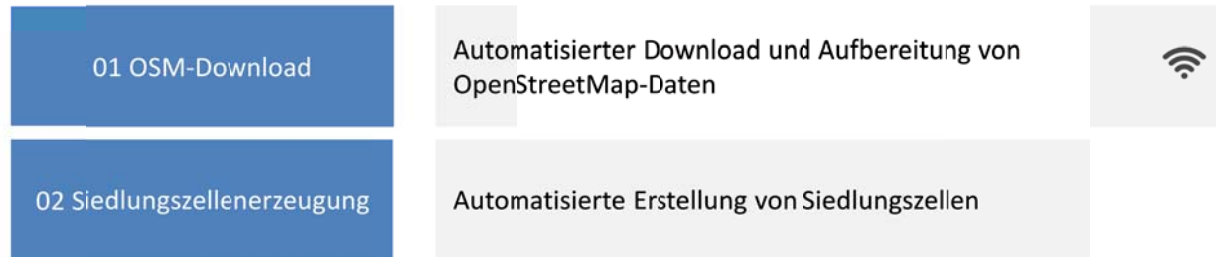 01 OSM-Download
Automatisierter Download und Aufbereitung von
OpenStreetMap-Daten
02 Siedlungszellenerzeugung
Automatisierte Erstellung von Siedlungszellen